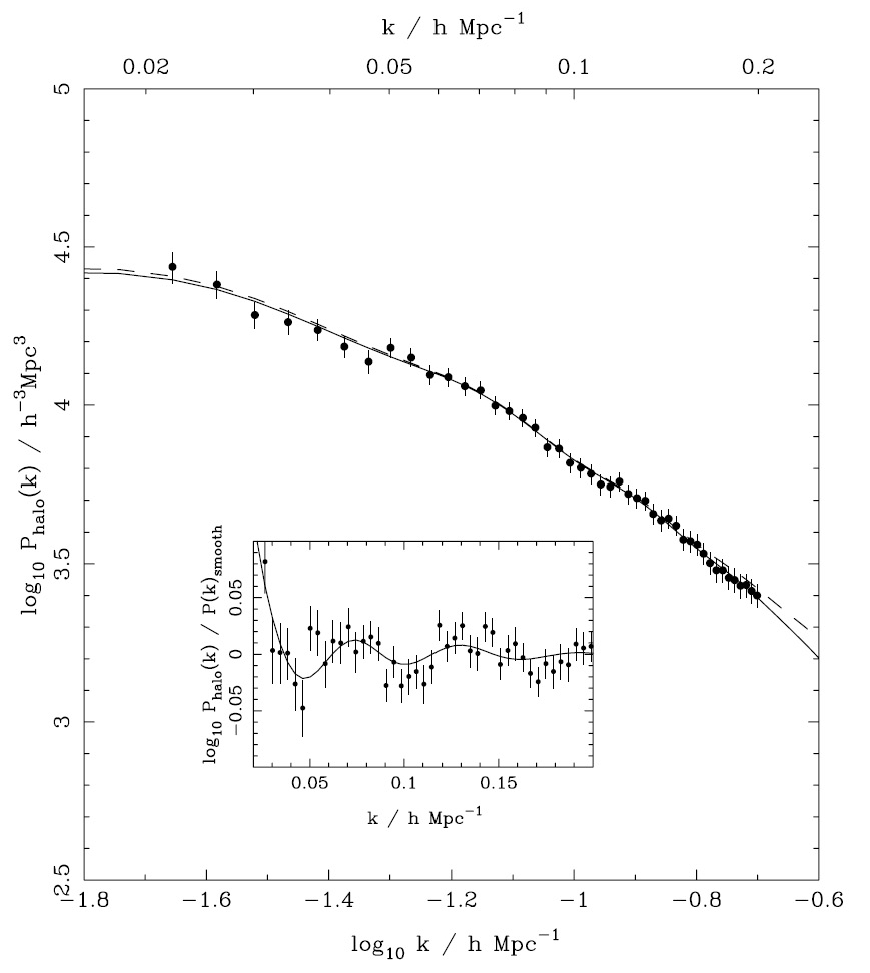 k / h Mpc⁻¹
0.02 0.05 0.1 0.2
5
4.5
4
3.5
3
2.5
log₁₀ P_halo(k) / h⁻³Mpc³
0.05
0
−0.05
log₁₀ P_halo(k) / P(k)_smooth
0.05 0.1 0.15
k / h Mpc⁻¹
−1.8 −1.6 −1.4 −1.2 −1 −0.8 −0.6
log₁₀ k / h Mpc⁻¹